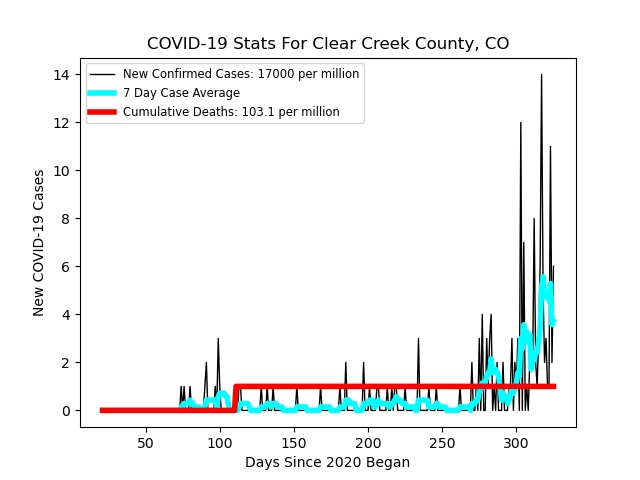 COVID-19 Stats For Clear Creek County, CO
New Confirmed Cases: 17000 per million
7 Day Case Average
Cumulative Deaths: 103.1 per million
New COVID-19 Cases
14
12
10
8
6
4
2
0
50 100 150 200 250 300
Days Since 2020 Began